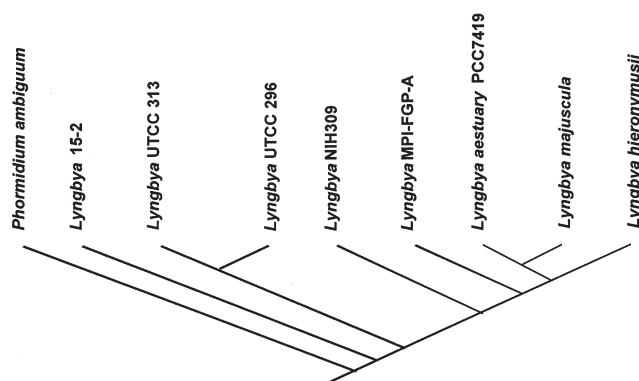 Phormidium ambiguum
Lyngbya 15-2
Lyngbya UTCC 313
Lyngbya UTCC 296
Lyngbya NIH309
Lyngbya MPI-FGP-A
Lyngbya aestuary PCC7419
Lyngbya majuscula
Lyngbya hieronymusii